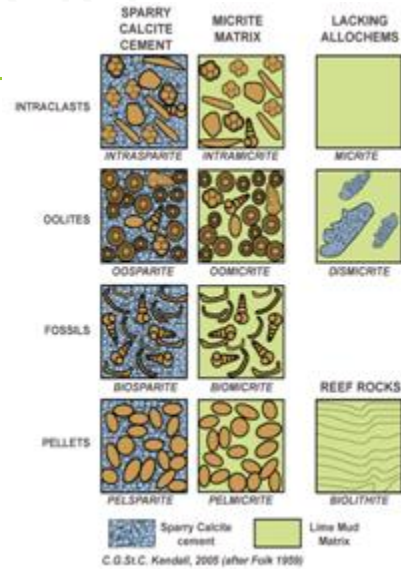 SPARRY CALCITE CEMENT
MICRITE MATRIX
LACKING ALLOCHEMS
INTRACLASTS
INTRASPARITE
INTRAMICRITE
MICRITE
OOLITES
OOSPARITE
OOMICRITE
DISMICRITE
FOSSILS
BIOSPARITE
BIOMICRITE
REEF ROCKS
PELLETS
PELSPARITE
PELMICRITE
BIOLITHITE
Sparry Calcite cement
Lime Mud Matrix
C.G.St.C. Kendall, 2005 (after Folk 1959)